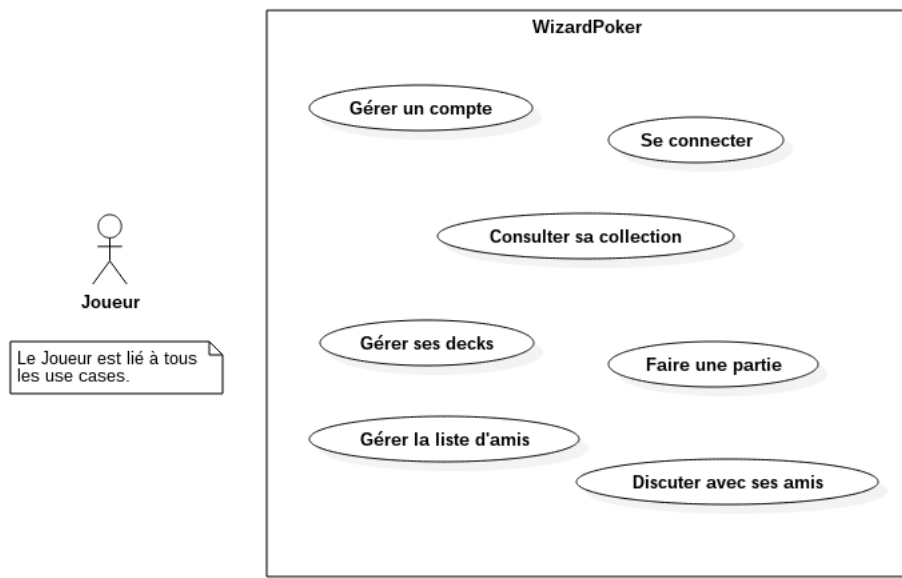 WizardPoker
Gérer un compte
Se connecter
Consulter sa collection
Joueur
Le Joueur est lié à tous
les use cases.
Gérer ses decks
Faire une partie
Gérer la liste d'amis
Discuter avec ses amis